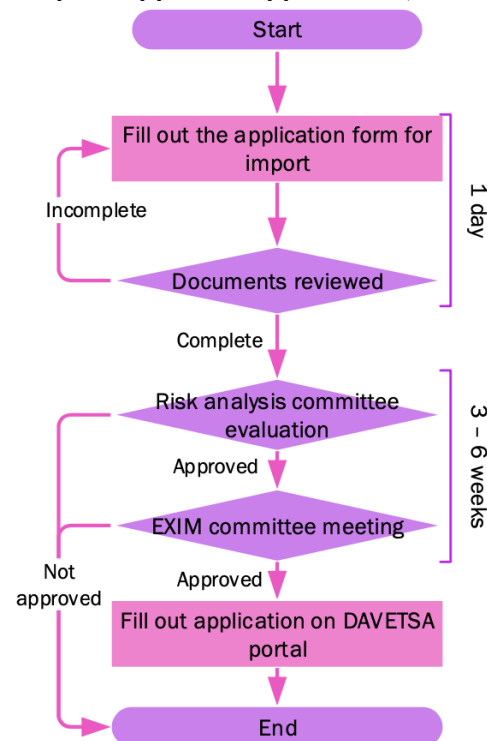 Start
Fill out the application form for
import
Incomplete
1 day
Documents reviewed
Complete
Risk analysis committee
evaluation
3 – 6 weeks
Approved
EXIM committee meeting
Not
approved
Approved
Fill out application on DAVETSA
portal
End